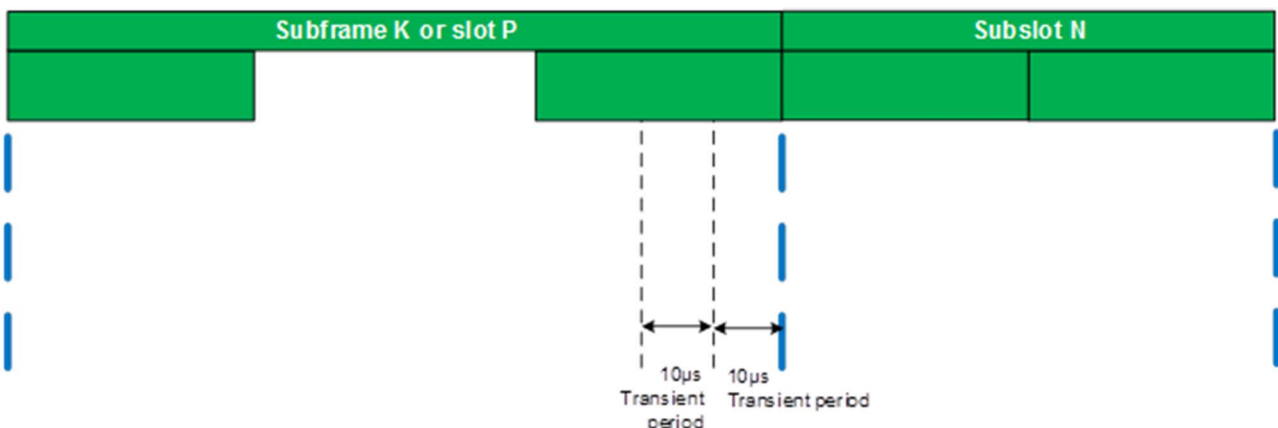 Subframe K or slot P
Subslot N
10µs
Transient
period
10µs
Transient period